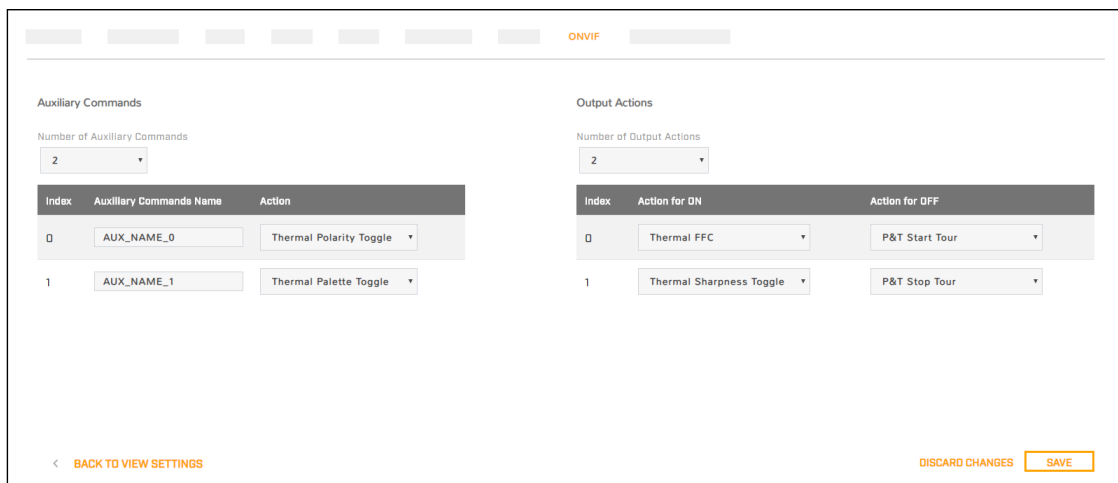 ONVIF
Auxiliary Commands
Number of Auxiliary Commands
2
Index Auxiliary Commands Name Action
0 AUX_NAME_0 Thermal Polarity Toggle
1 AUX_NAME_1 Thermal Palette Toggle
Output Actions
Number of Output Actions
2
Index Action for ON Action for OFF
0 Thermal FFC P&T Start Tour
1 Thermal Sharpness Toggle P&T Stop Tour
< BACK TO VIEW SETTINGS
DISCARD CHANGES SAVE